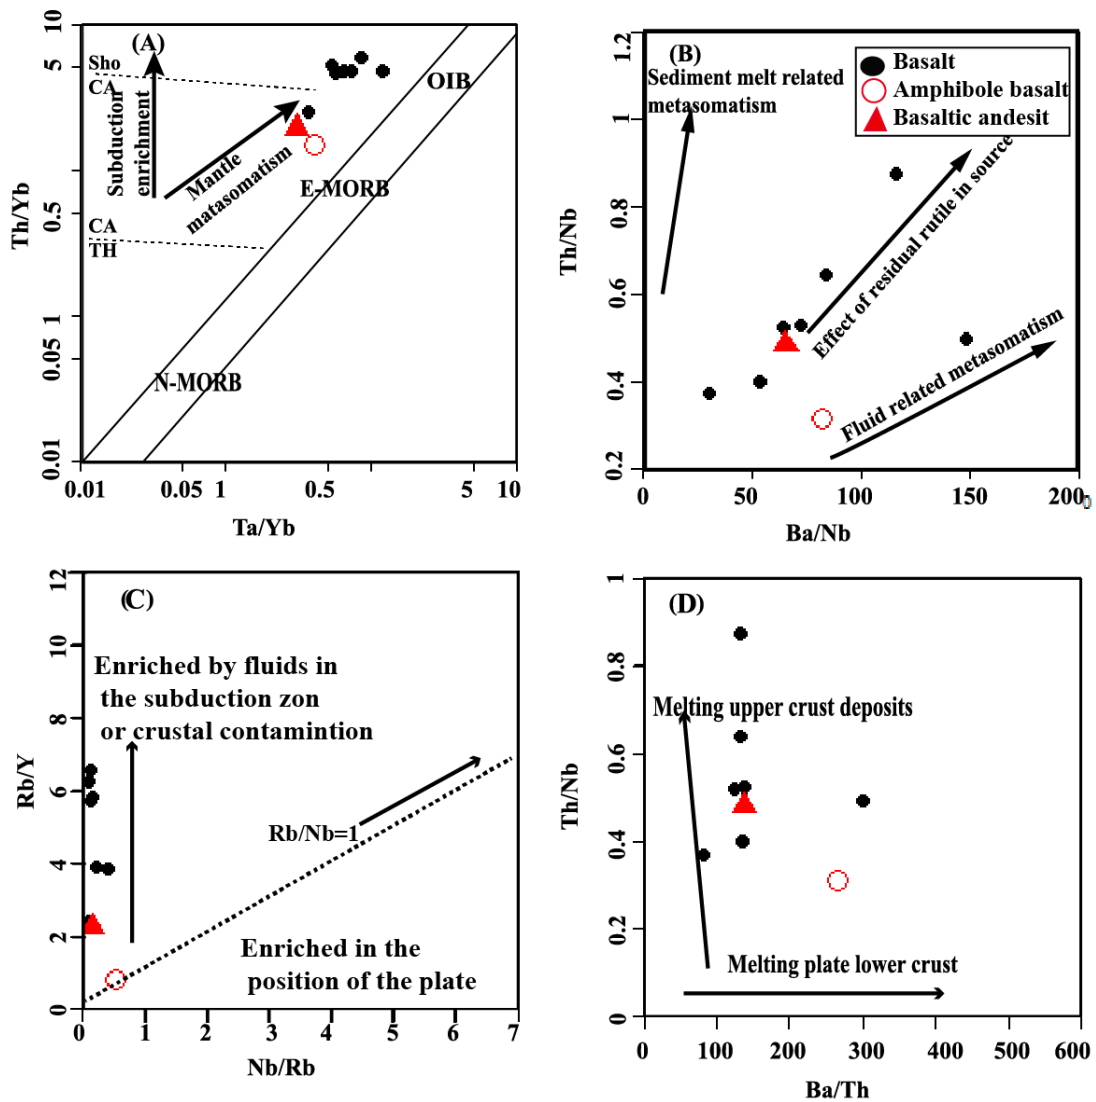 (A)
10
5
0.5
1
0.05
0.01
Th/Yb
Sho
CA
Subduction
enrichment
Mantle
matasomatism
CA
TH
OIB
E-MORB
N-MORB
0.01
0.05
1
0.5
5
10
Ta/Yb
(B)
Sediment melt related
metasomatism
Basalt
Amphibole basalt
Basaltic andesit
1.2
1
0.8
0.6
0.4
0.2
Th/Nb
Effect of residual rutile in source
Fluid related metasomatism
0
50
100
150
200
Ba/Nb
(C)
12
10
8
6
4
2
0
Rb/Y
Enriched by fluids in
the subduction zon
or crustal contamintion
Rb/Nb=1
Enriched in the
position of the plate
0
1
2
3
4
5
6
7
Nb/Rb
(D)
1
0.8
0.6
0.4
0.2
0
Th/Nb
Melting upper crust deposits
Melting plate lower crust
0
100
200
300
400
500
600
Ba/Th